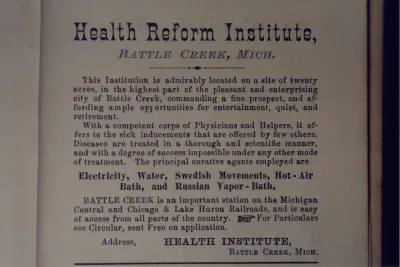 Health Reform Institute,
BATTLE CREEK, MICH.
This Institution is admirably located on a site of twenty
acres, in the highest part of the pleasant and enterprising
city of Battle Creek, commanding a fine prospect, and af-
fording ample opportunities for entertainment, quiet, and
retirement.
With a competent corps of Physicians and Helpers, it of-
fers to the sick inducements that are offered by few others.
Diseases are treated in a thorough and scientific manner,
and with a degree of success impossible under any other mode
of treatment. The principal curative agents employed are
Electricity, Water, Swedish Movements, Hot-Air
Bath, and Russian Vapor-Bath,
BATTLE CREEK is an important station on the Michigan
Central and Chicago & Lake Huron Railroads, and is easy
of access from all parts of the country. For Particulars
see Circular, sent Free on application.
Address, HEALTH INSTITUTE,
BATTLE CREEK, MICH.